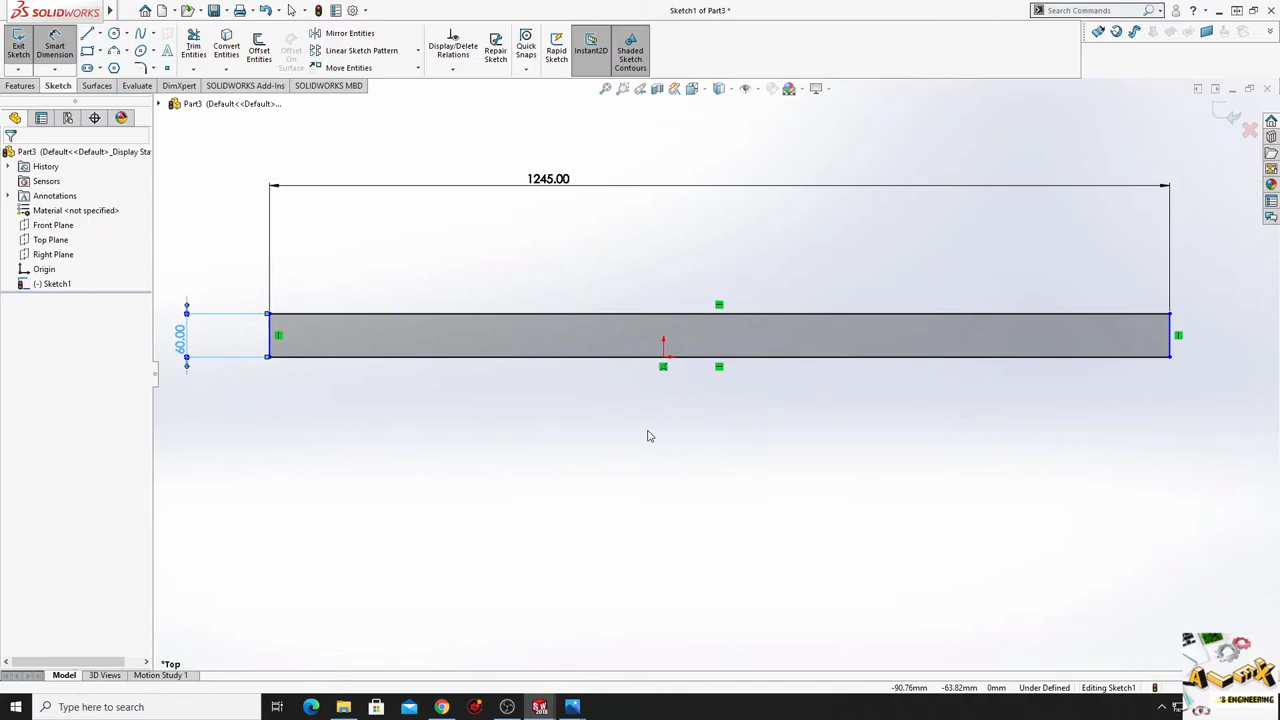 SOLIDWORKS
Sketch1 of Part3 *
Search Commands
Exit Sketch
Smart Dimension
Trim Entities
Convert Entities
Offset Entities
Offset On Surface
Mirror Entities
Linear Sketch Pattern
Move Entities
Display/Delete Relations
Repair Sketch
Quick Snaps
Rapid Sketch
Instant2D
Shaded Sketch Contours
Features
Sketch
Surfaces
Evaluate
DimXpert
SOLIDWORKS Add-Ins
SOLIDWORKS MBD
Part3 (Default<<Default>...
Part3 (Default<<Default>_Display Sta
History
Sensors
Annotations
Material <not specified>
Front Plane
Top Plane
Right Plane
Origin
(-) Sketch1
1245.00
60.00
*Top
Model
3D Views
Motion Study 1
-90.76mm
-63.82mm
0mm
Under Defined
Editing Sketch1
Type here to search
SW
2018
'S ENGINEERING